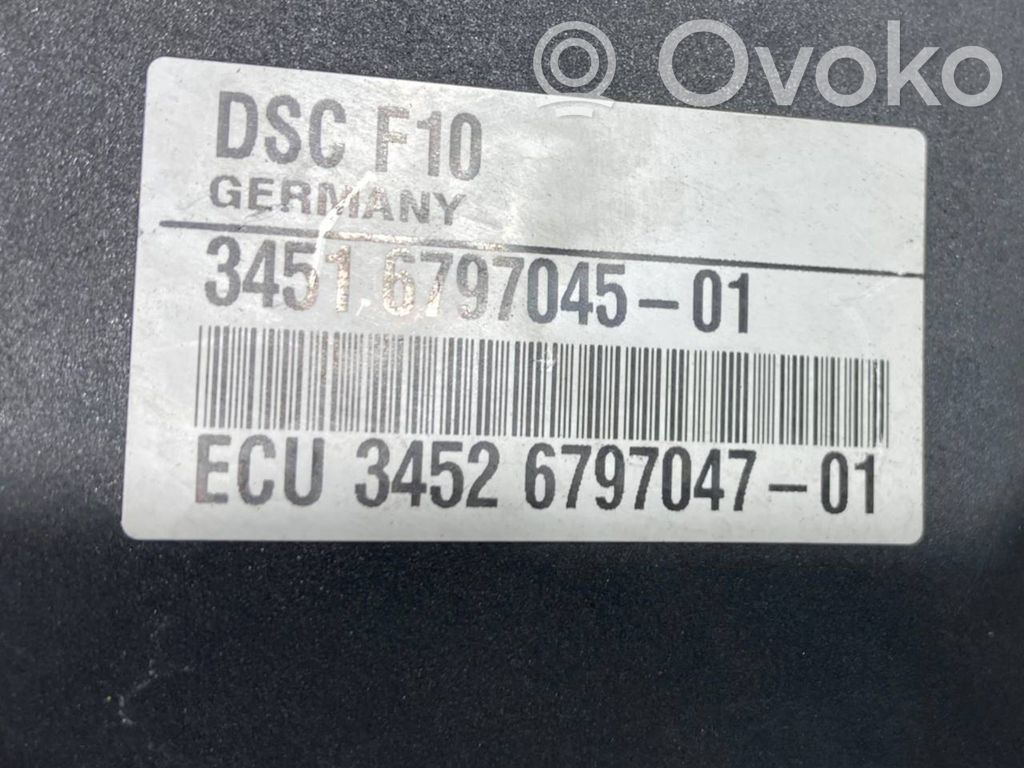 Ovoko
DSC F10
GERMANY
3451 6797045-01
ECU 3452 6797047-01